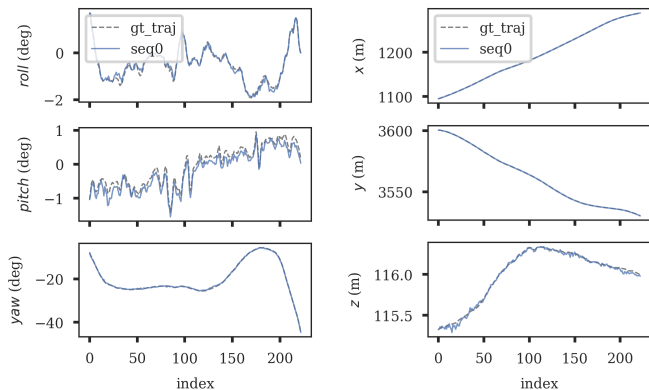 gt_traj
seq0
0
−2
roll (deg)
gt_traj
seq0
1200
1100
x (m)
1
0
−1
pitch (deg)
3600
3550
y (m)
−20
−40
yaw (deg)
0 50 100 150 200
index
116.0
115.5
z (m)
0 50 100 150 200
index